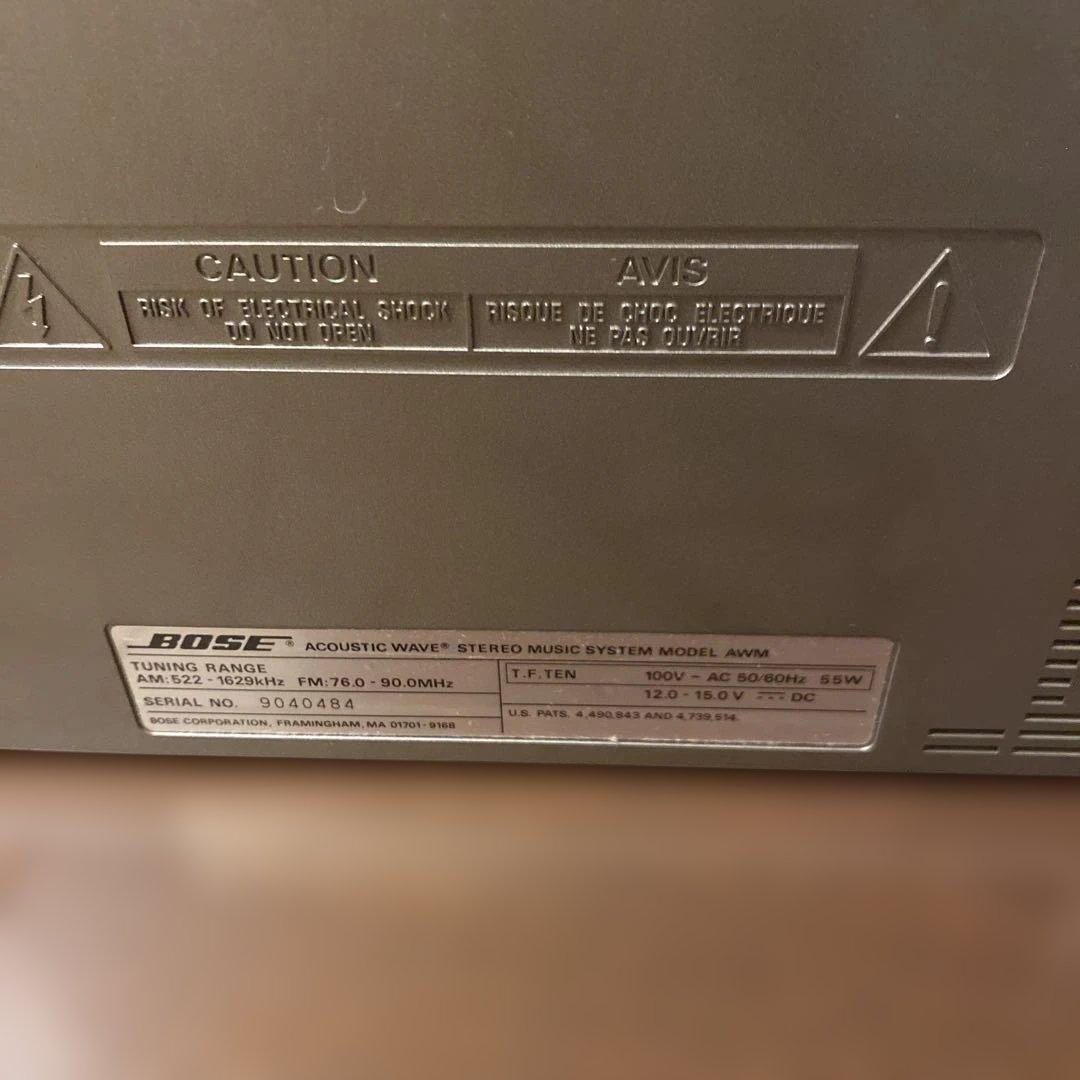 CAUTION
RISK OF ELECTRICAL SHOCK
DO NOT OPEN
AVIS
RISQUE DE CHOC ELECTRIQUE
NE PAS OUVRIR
!
BOSE® ACOUSTIC WAVE® STEREO MUSIC SYSTEM MODEL AWM
TUNING RANGE
AM:522 - 1629kHz FM:76.0 - 90.0MHz
SERIAL NO. 9040484
BOSE CORPORATION, FRAMINGHAM, MA 01701-9168
T.F.TEN 100V ~ AC 50/60Hz 55W
12.0 - 15.0 V ⎓ DC
U.S. PATS. 4,490,843 AND 4,739,514.